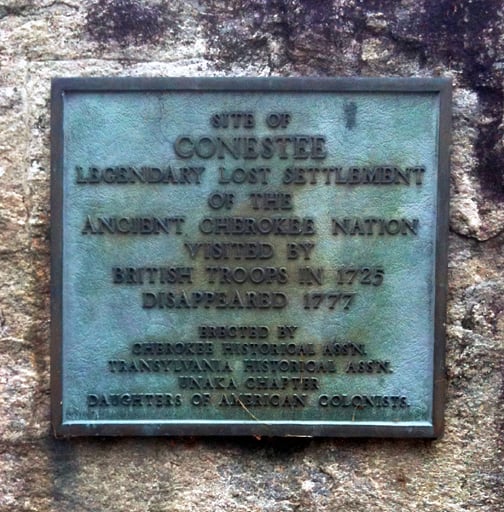 SITE OF
CONESTEE
LEGENDARY LOST SETTLEMENT
OF THE
ANCIENT CHEROKEE NATION
VISITED BY
BRITISH TROOPS IN 1725
DISAPPEARED 1777
ERECTED BY
CHEROKEE HISTORICAL ASS'N.
TRANSYLVANIA HISTORICAL ASS'N.
UNAKA CHAPTER
DAUGHTERS OF AMERICAN COLONISTS.